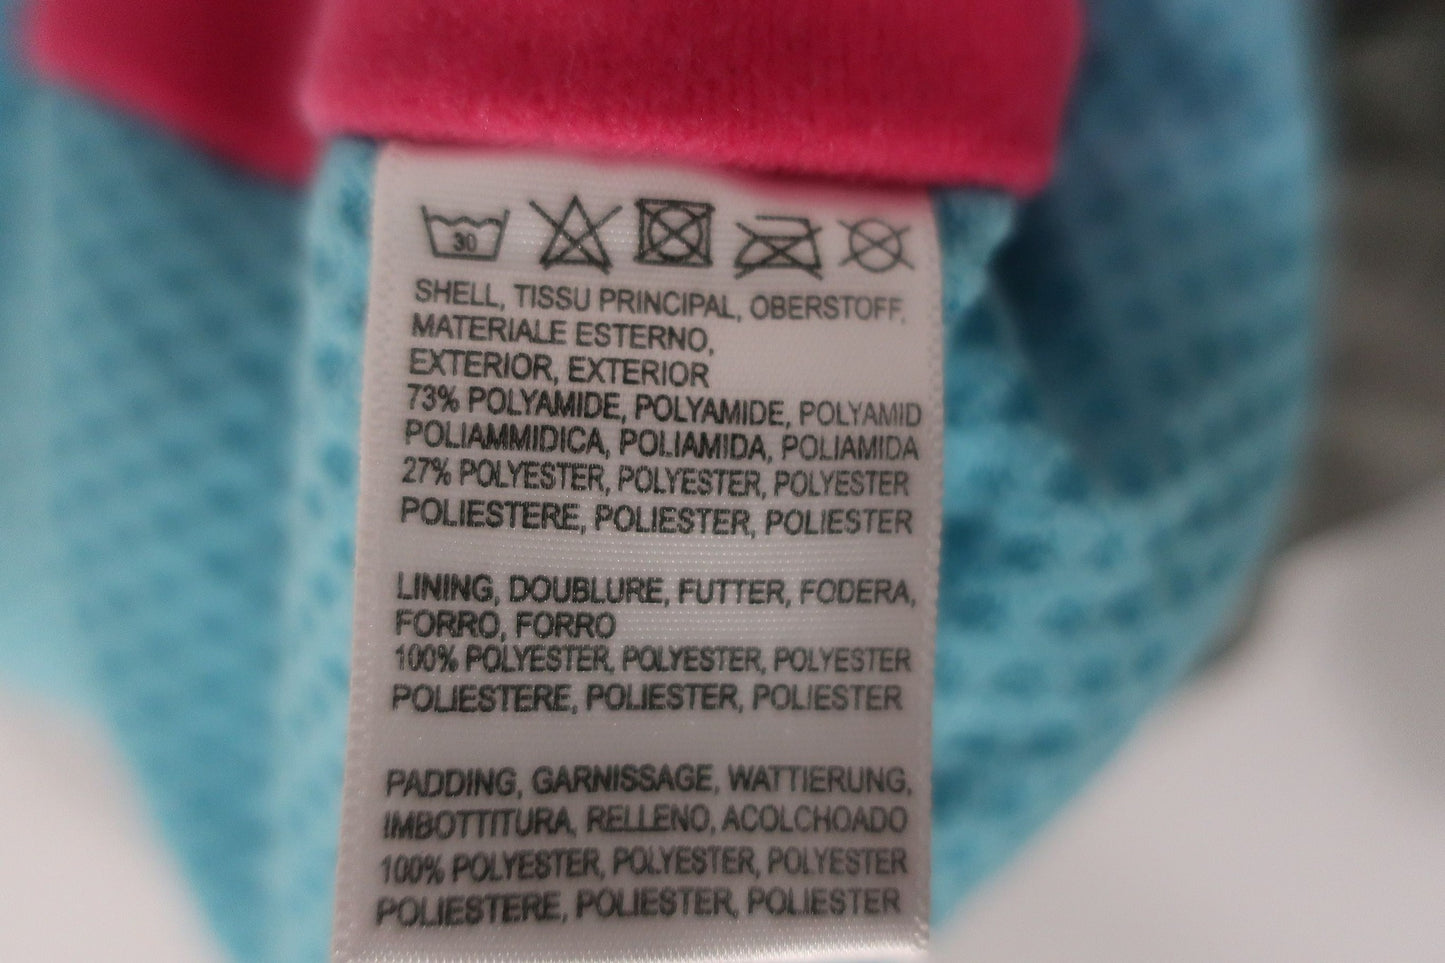 30
SHELL, TISSU PRINCIPAL, OBERSTOFF,
MATERIALE ESTERNO,
EXTERIOR, EXTERIOR
73% POLYAMIDE, POLYAMIDE, POLYAMID
POLIAMMIDICA, POLIAMIDA, POLIAMIDA
27% POLYESTER, POLYESTER, POLYESTER
POLIESTERE, POLIESTER, POLIESTER
LINING, DOUBLURE, FUTTER, FODERA,
FORRO, FORRO
100% POLYESTER, POLYESTER, POLYESTER
POLIESTERE, POLIESTER, POLIESTER
PADDING, GARNISSAGE, WATTIERUNG,
IMBOTTITURA, RELLENO, ACOLCHOADO
100% POLYESTER, POLYESTER, POLYESTER
POLIESTERE, POLIESTER, POLIESTER